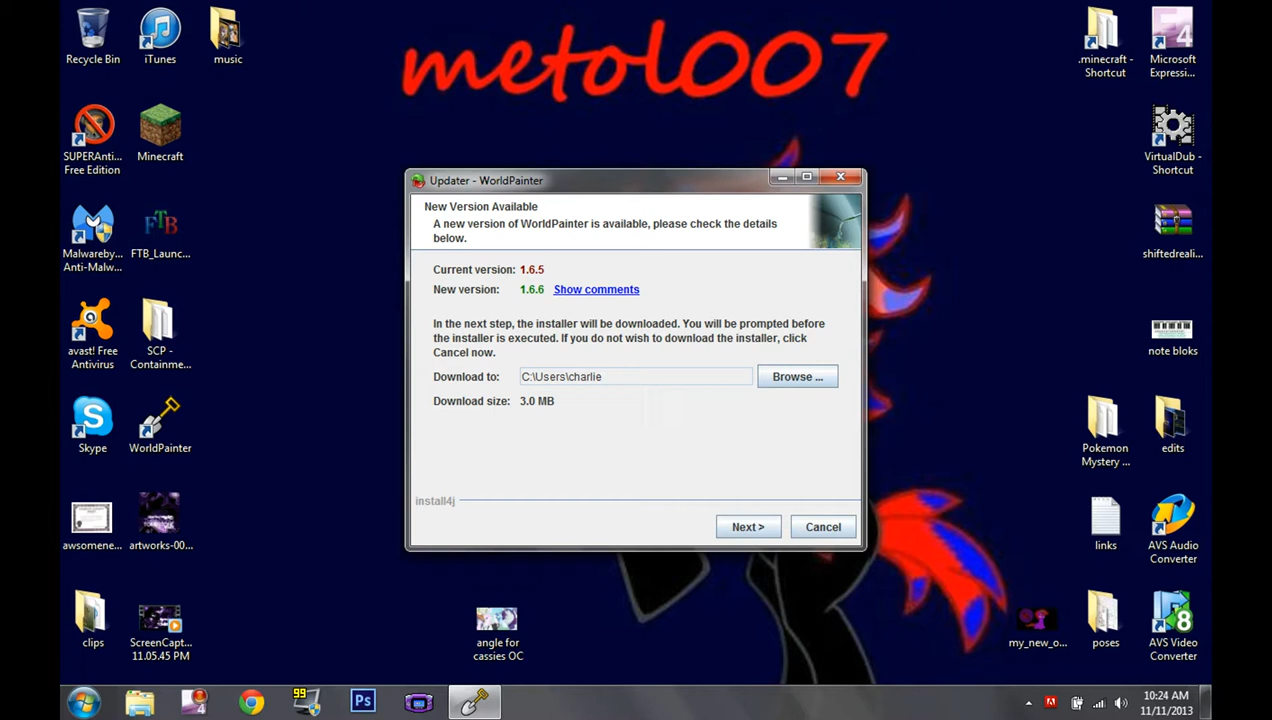 metol007
Recycle Bin
iTunes
music
.minecraft -
Shortcut
Microsoft
Expressi...
SUPERAnti...
Free Edition
Minecraft
VirtualDub -
Shortcut
Malwareby...
Anti-Malw...
FTB
FTB_Launc...
shiftedreali...
avast! Free
Antivirus
SCP -
Containme...
note bloks
Skype
WorldPainter
Pokemon
Mystery ...
edits
awsomene...
artworks-00...
links
AVS Audio
Converter
clips
ScreenCapt...
11.05.45 PM
angle for
cassies OC
my_new_o...
poses
AVS Video
Converter
Updater - WorldPainter
New Version Available
A new version of WorldPainter is available, please check the details
below.
Current version: 1.6.5
New version: 1.6.6 Show comments
In the next step, the installer will be downloaded. You will be prompted before
the installer is executed. If you do not wish to download the installer, click
Cancel now.
Download to: C:\Users\charlie Browse ...
Download size: 3.0 MB
install4j
Next > Cancel
4
99
Ps
10:24 AM
11/11/2013